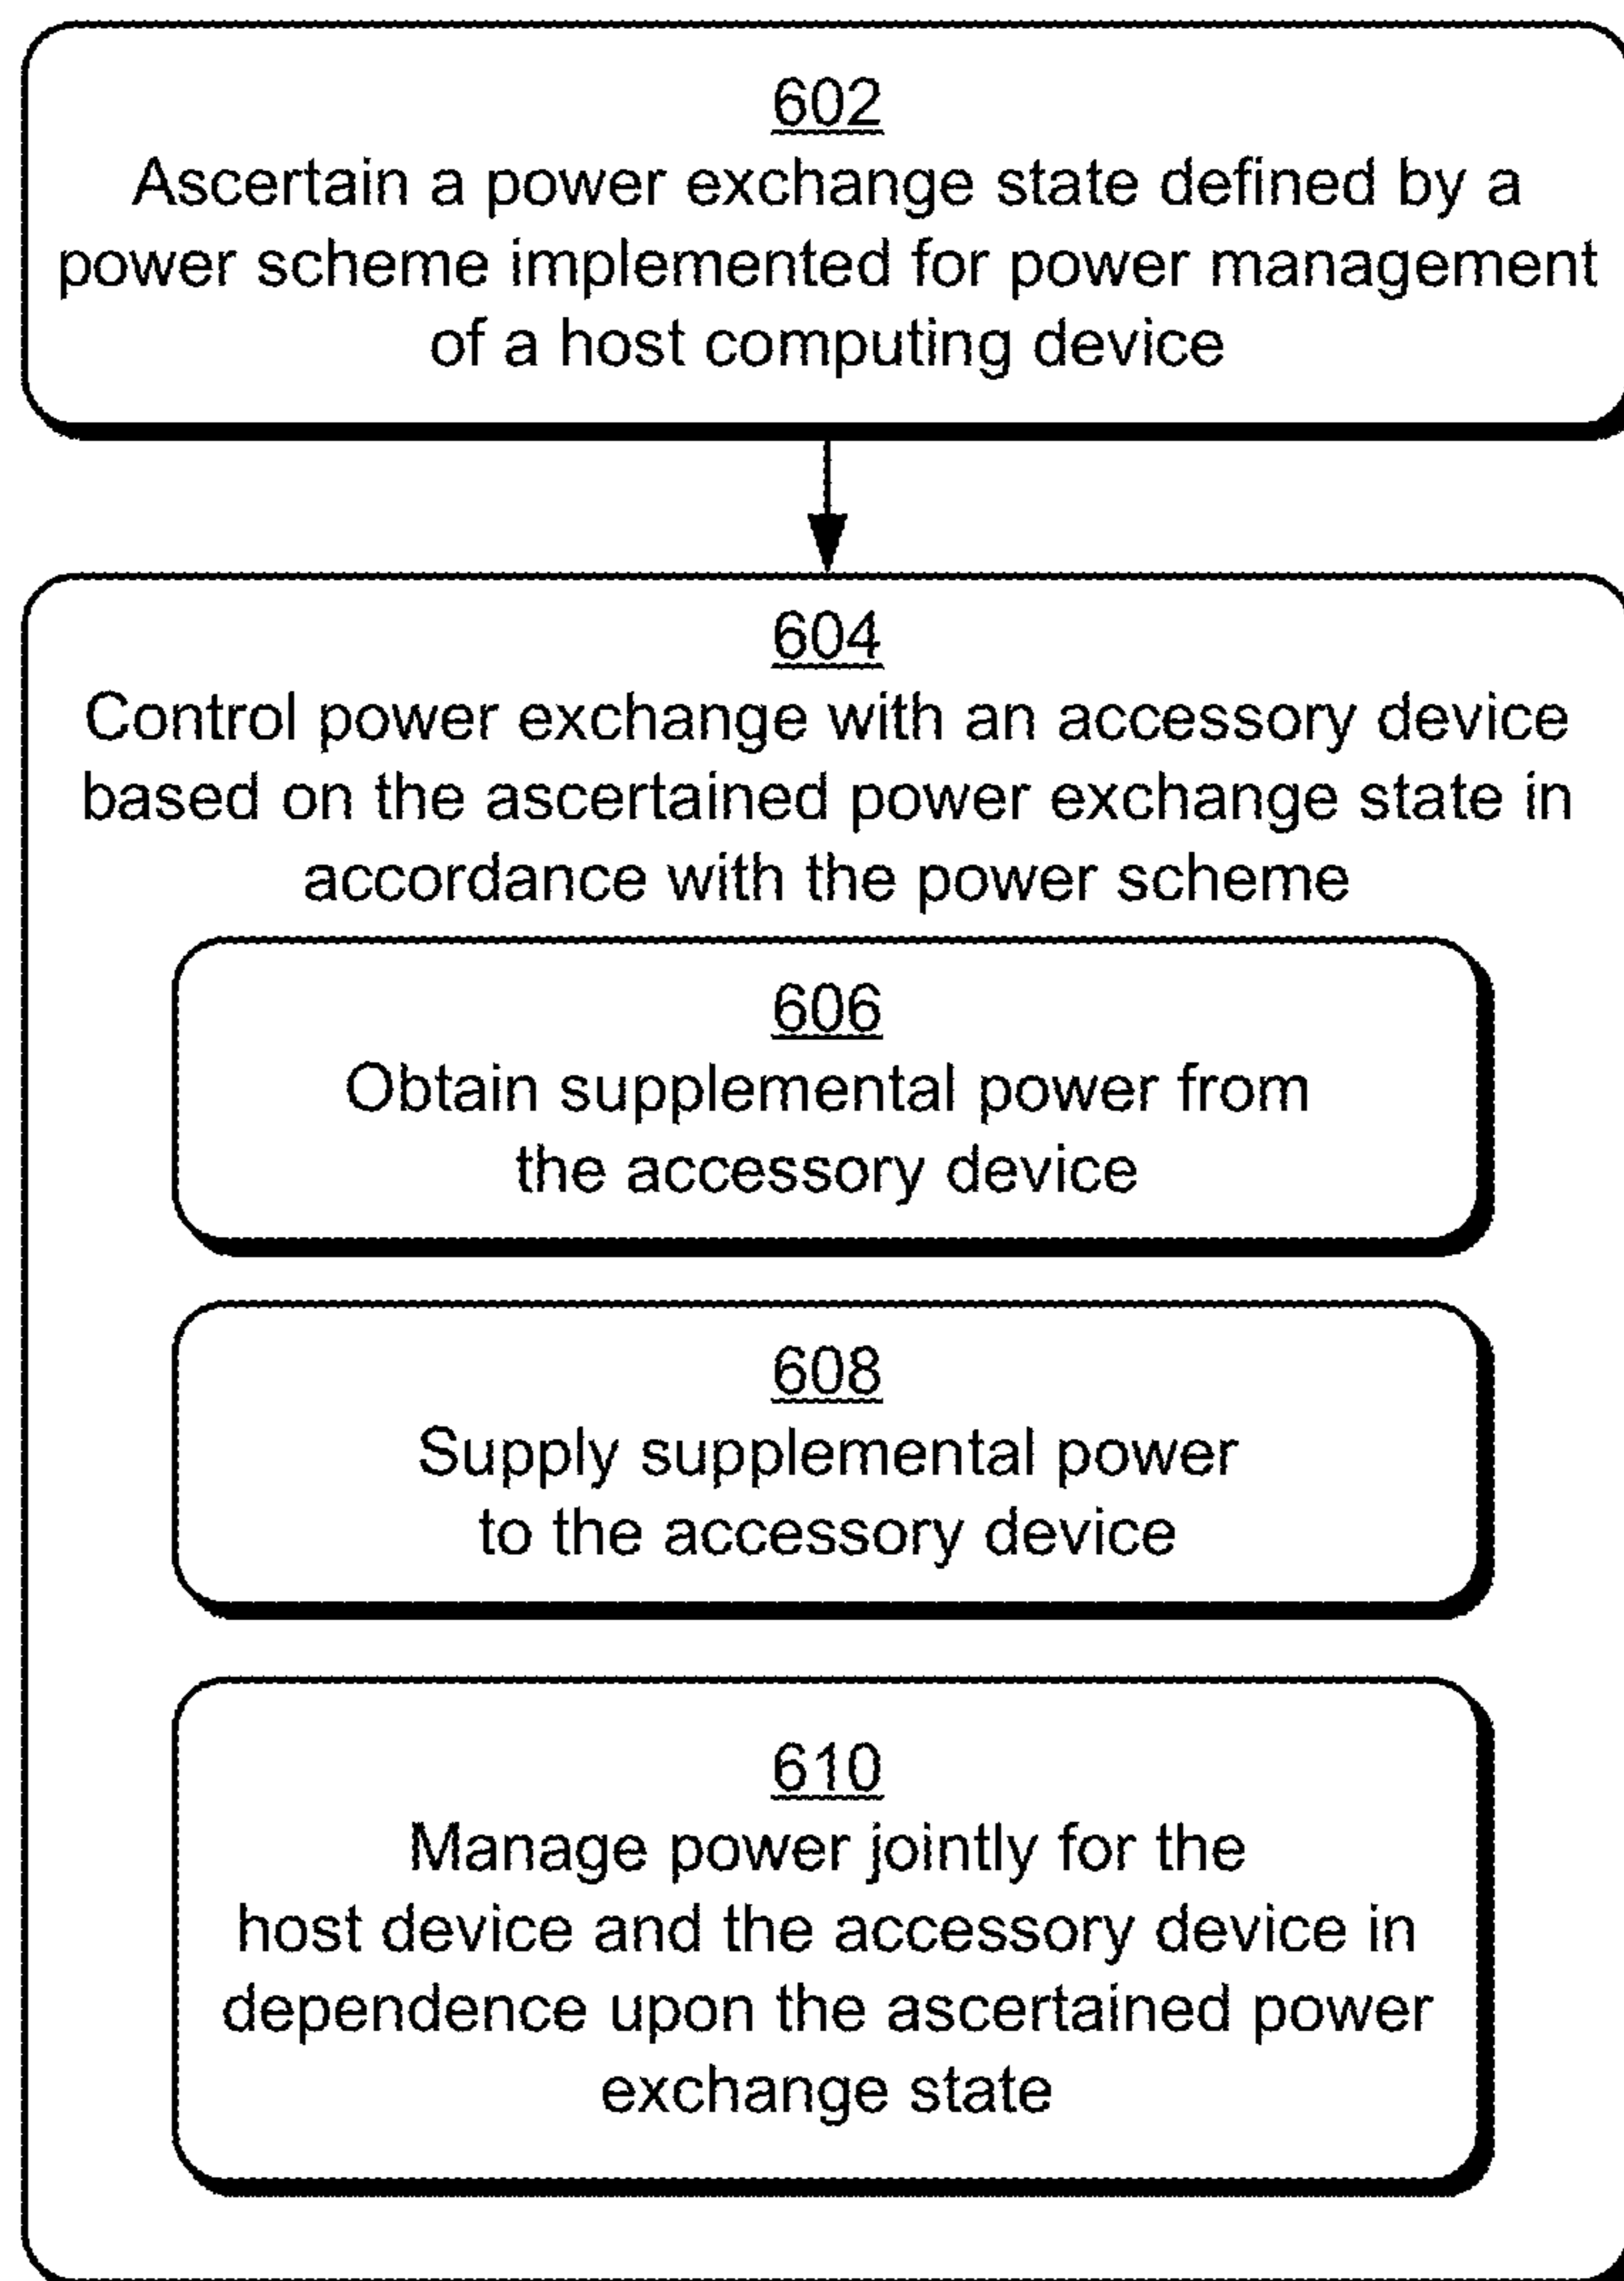 602
Ascertain a power exchange state defined by a
power scheme implemented for power management
of a host computing device
604
Control power exchange with an accessory device
based on the ascertained power exchange state in
accordance with the power scheme
606
Obtain supplemental power from
the accessory device
608
Supply supplemental power
to the accessory device
610
Manage power jointly for the
host device and the accessory device in
dependence upon the ascertained power
exchange state